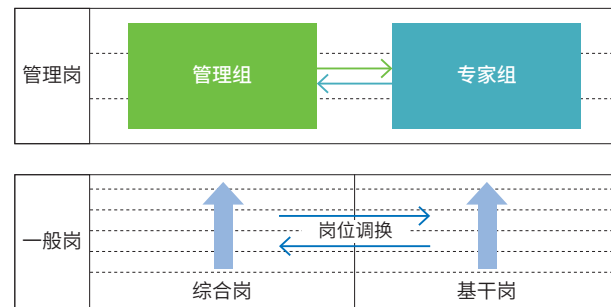 管理岗
管理组
专家组
一般岗
岗位调换
综合岗
基干岗